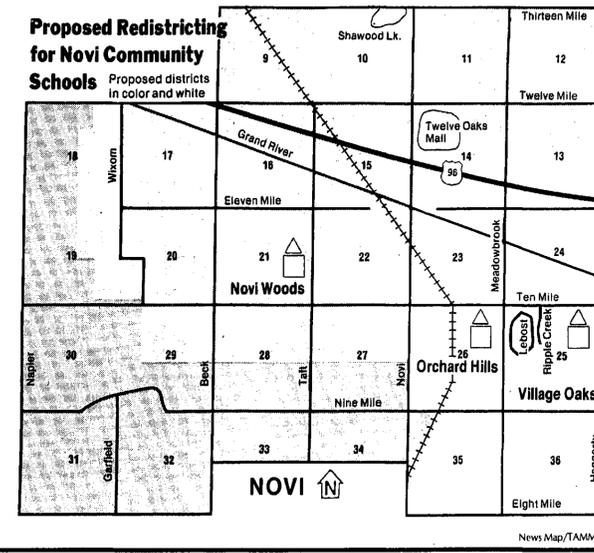 Proposed Redistricting
for Novi Community
Schools
Proposed districts
in color and white
Shawood Lk.
Thirteen Mile
9
10
11
12
Twelve Mile
Twelve Oaks
Mall
18
Wixom
17
Grand River
16
15
14
13
96
Eleven Mile
19
20
21
22
23
Meadowbrook
24
Novi Woods
Ten Mile
30
29
28
27
26
Lebost
Ripple Creek
25
Napier
Beck
Taft
Novi
Orchard Hills
Village Oaks
Nine Mile
31
Garfield
32
33
34
35
36
NOVI
N
Eight Mile
News Map/TAMM